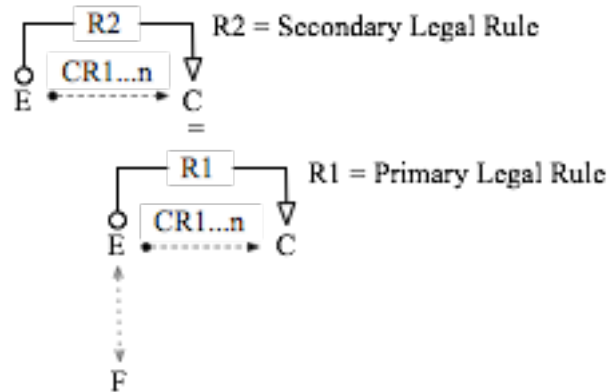 R2 R2 = Secondary Legal Rule
CR1...n
E C
=
R1 R1 = Primary Legal Rule
CR1...n
E C
F